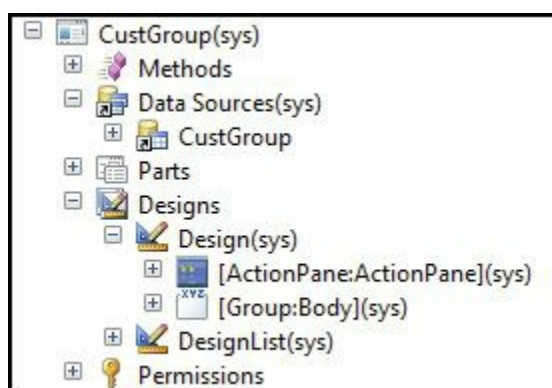 CustGroup(sys)
Methods
Data Sources(sys)
CustGroup
Parts
Designs
Design(sys)
[ActionPane:ActionPane](sys)
XYZ
[Group:Body](sys)
DesignList(sys)
Permissions